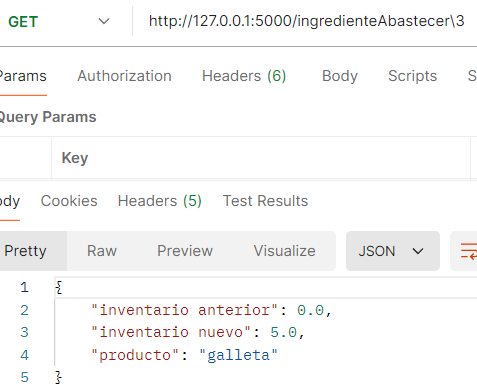 GET http://127.0.0.1:5000/ingredienteAbastecer\3
Params Authorization Headers (6) Body Scripts S
Query Params
Key
ody Cookies Headers (5) Test Results
Pretty Raw Preview Visualize JSON
1 {
2 "inventario anterior": 0.0,
3 "inventario nuevo": 5.0,
4 "producto": "galleta"
5 }